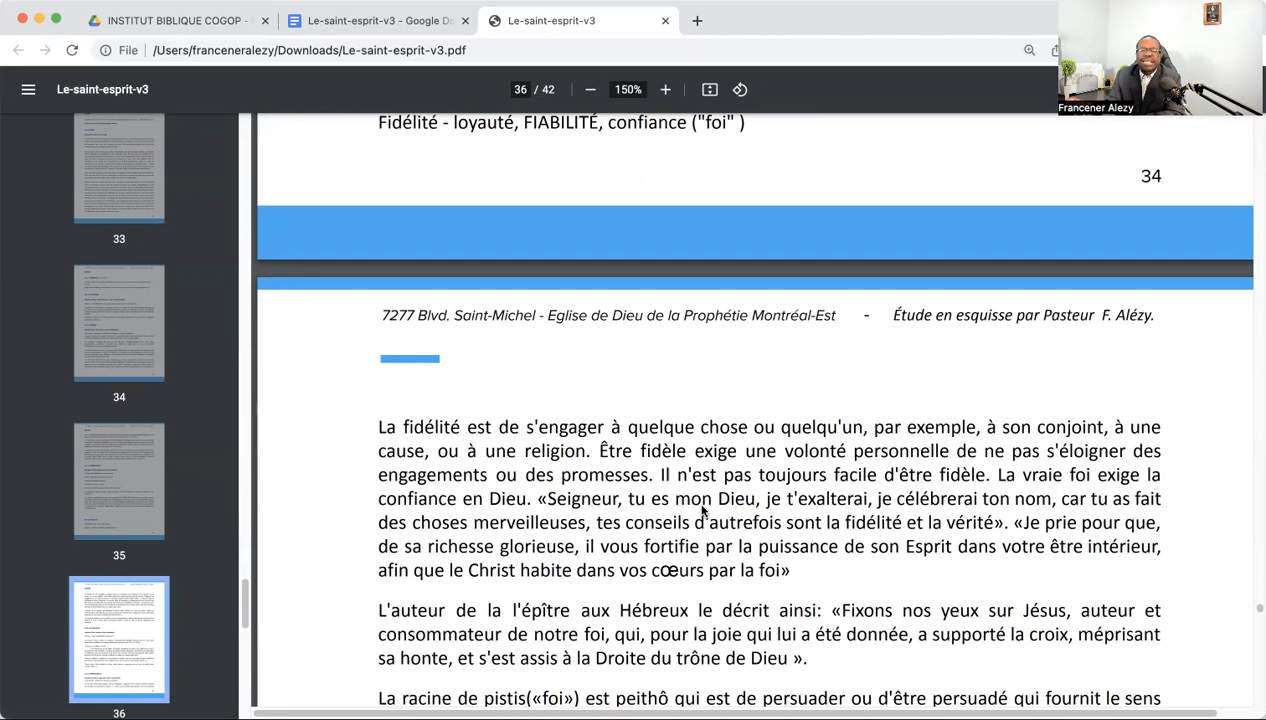 INSTITUT BIBLIQUE COGOP -
Le-saint-esprit-v3 - Google Do
Le-saint-esprit-v3
File
/Users/franceneralezy/Downloads/Le-saint-esprit-v3.pdf
Francener Alezy
Le-saint-esprit-v3
36 / 42
150%
33
34
35
36
Fidélité - loyauté, FIABILITÉ, confiance ("foi" )
34
7277 Blvd. Saint-Michel - Eglise de Dieu de la Prophétie Montréal-Est - Étude en esquisse par Pasteur F. Alézy.
La fidélité est de s'engager à quelque chose ou quelqu'un, par exemple, à son conjoint, à une
cause, ou à une religion. Être fidèle exige une volonté personnelle de ne pas s'éloigner des
engagements ou des promesses. Il n'est pas toujours facile d'être fidèle. La vraie foi exige la
confiance en Dieu. «Seigneur, tu es mon Dieu, je t'exalterai, je célébrerai ton nom, car tu as fait
des choses merveilleuses, tes conseils d'autrefois sont la fidélité et la vérité». «Je prie pour que,
de sa richesse glorieuse, il vous fortifie par la puissance de son Esprit dans votre être intérieur,
afin que le Christ habite dans vos cœurs par la foi»
L'auteur de la l'épître aux Hébreux le décrit ainsi: «Fixons nos yeux sur Jésus, auteur et
consommateur de notre foi, qui, pour la joie qui lui a été donnée, a supporté la croix, méprisant
sa honte, et s'est assis à la Droite du trône de Dieu ».
La racine de pistis(«foi») est peithô qui est de persuader ou d'être persuadé qui fournit le sens